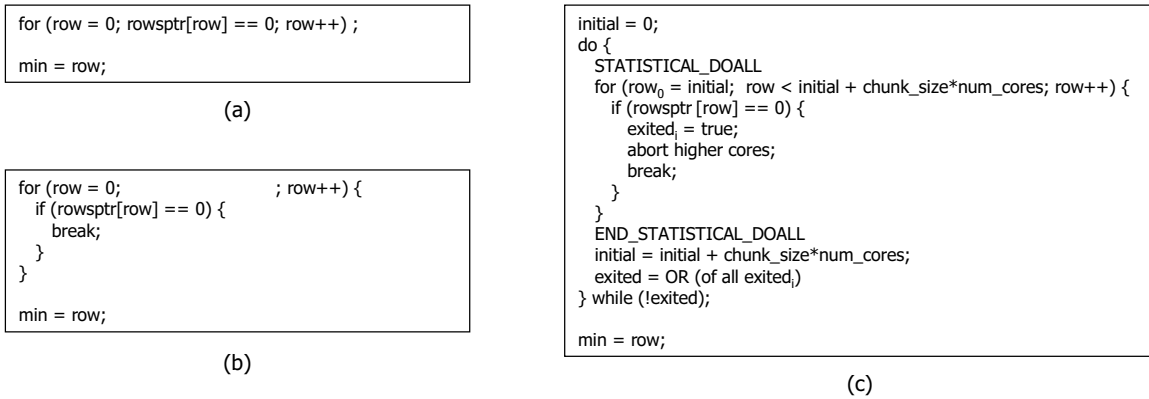 for (row = 0; rowsptr[row] == 0; row++) ;
min = row;
(a)
for (row = 0; ; row++) {
if (rowsptr[row] == 0) {
break;
}
}
min = row;
(b)
initial = 0;
do {
STATISTICAL_DOALL
for (row₀ = initial; row < initial + chunk_size*num_cores; row++) {
if (rowsptr [row] == 0) {
exitedᵢ = true;
abort higher cores;
break;
}
}
END_STATISTICAL_DOALL
initial = initial + chunk_size*num_cores;
exited = OR (of all exitedᵢ)
} while (!exited);
min = row;
(c)